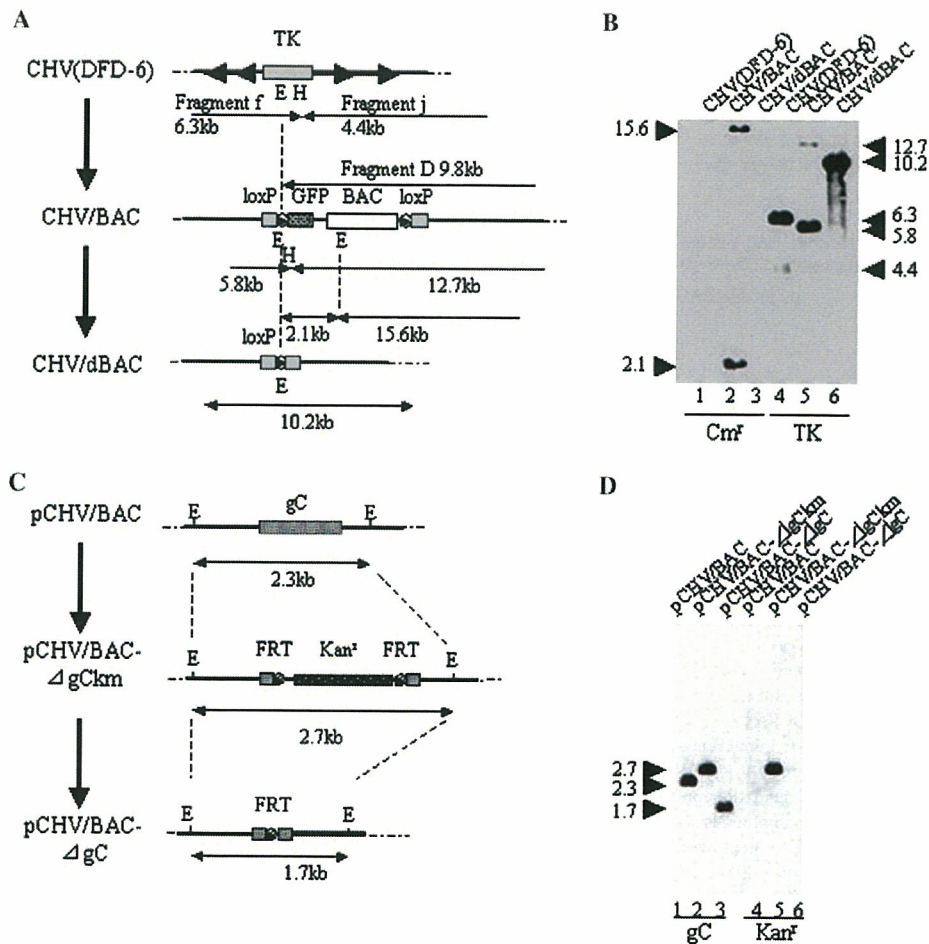 A
TK
CHV(DFD-6)
E H
Fragment f
Fragment j
6.3kb
4.4kb
Fragment D 9.8kb
loxP GFP BAC loxP
CHV/BAC
E E
H
5.8kb
12.7kb
2.1kb
15.6kb
loxP
CHV/dBAC
E
10.2kb
B
CHV(DFD-6)
CHV/BAC
CHV/dBAC
CHV(DFD-6)
CHV/BAC
CHV/dBAC
15.6
12.7
10.2
6.3
5.8
4.4
2.1
1 2 3 4 5 6
Cmʳ TK
C
pCHV/BAC
E gC E
2.3kb
pCHV/BAC-
⊿gCkm
E FRT Kanʳ FRT E
2.7kb
pCHV/BAC-
⊿gC
E FRT E
1.7kb
D
pCHV/BAC
pCHV/BAC-⊿gCkm
pCHV/BAC-⊿gC
pCHV/BAC
pCHV/BAC-⊿gCkm
pCHV/BAC-⊿gC
2.7
2.3
1.7
1 2 3 4 5 6
gC Kanʳ